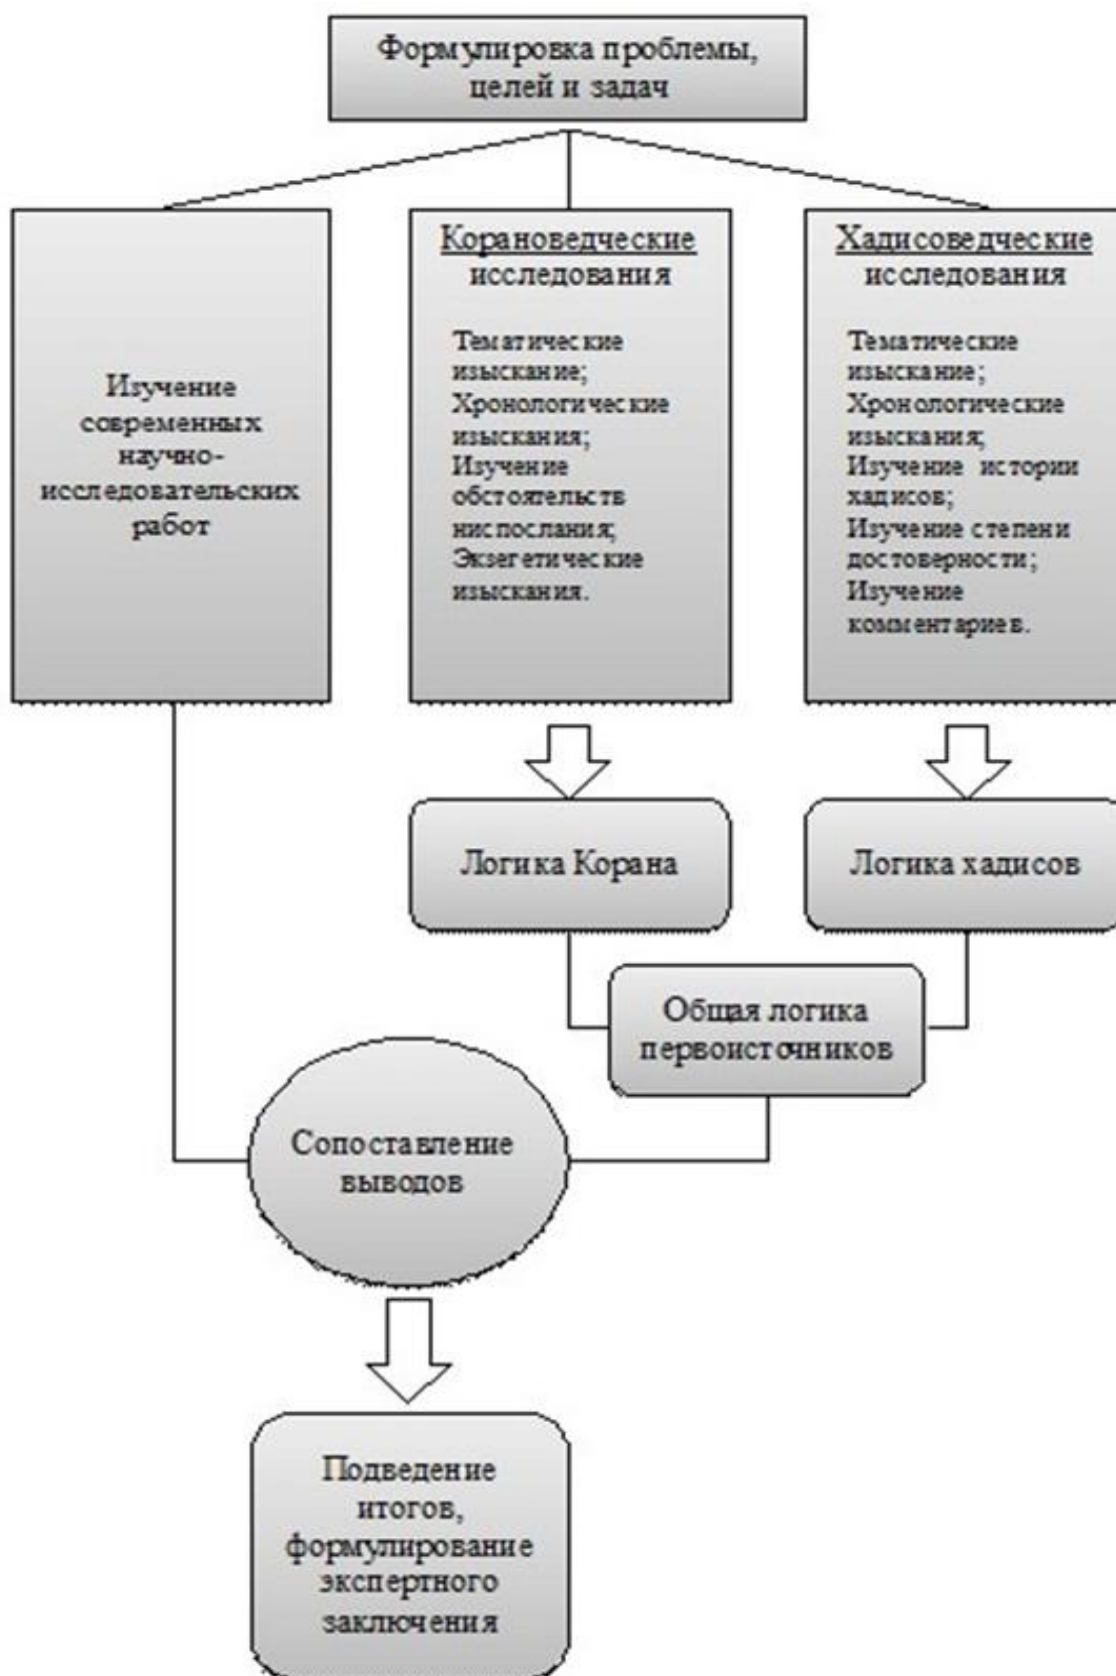 Формулировка проблемы,
целей и задач
Изучение
современных
научно-
исследовательских
работ
Корановедческие
исследования
Тематические
изыскание;
Хронологические
изыскания;
Изучение
обстоятельств
ниспослания;
Экзегетические
изыскания.
Хадисоведческие
исследования
Тематические
изыскание;
Хронологические
изыскания;
Изучение истории
хадисов;
Изучение степени
достоверности;
Изучение
комментариев.
Логика Корана
Логика хадисов
Общая логика
первоисточников
Сопоставление
выводов
Подведение
итогов,
формулирование
экспертного
заключения